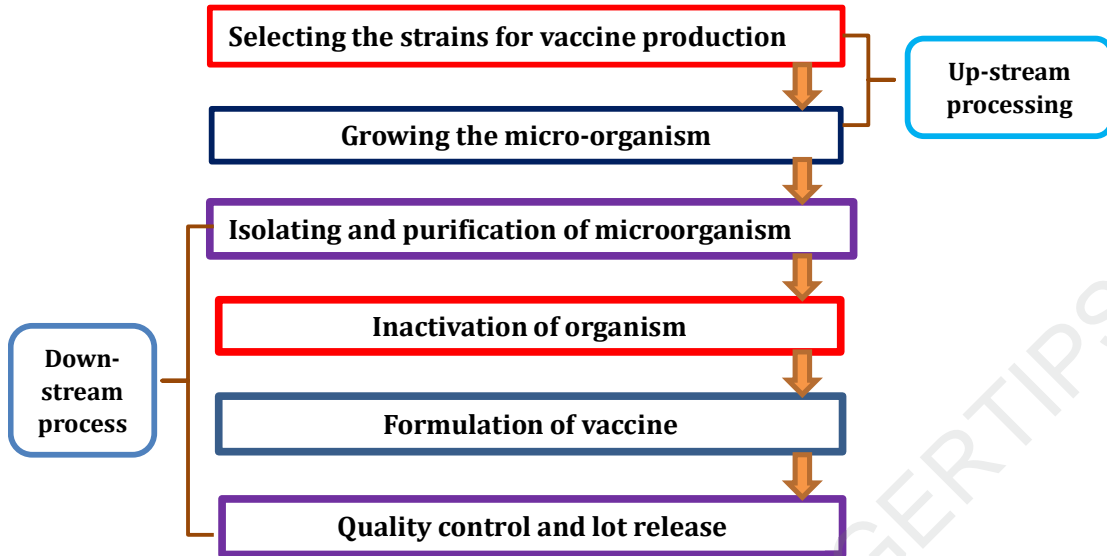 Selecting the strains for vaccine production
Up-stream
processing
Growing the micro-organism
Isolating and purification of microorganism
Inactivation of organism
Down-
stream
process
Formulation of vaccine
Quality control and lot release
GERTIPS